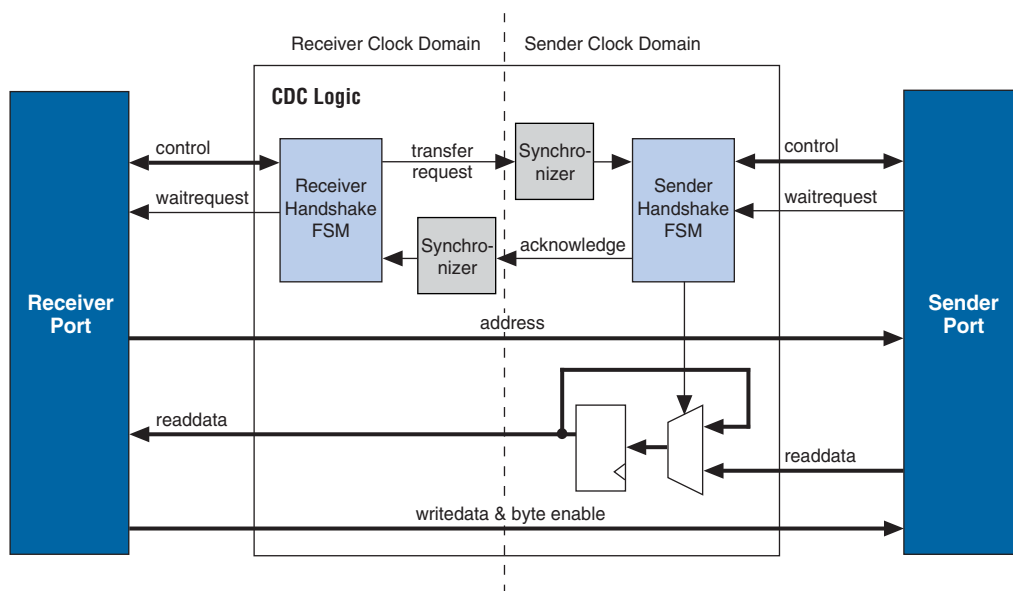 Receiver Clock Domain
Sender Clock Domain
CDC Logic
control
transfer
request
Synchro-
nizer
control
waitrequest
Receiver
Handshake
FSM
Sender
Handshake
FSM
waitrequest
Synchro-
nizer
acknowledge
Receiver
Port
address
Sender
Port
readdata
readdata
writedata & byte enable